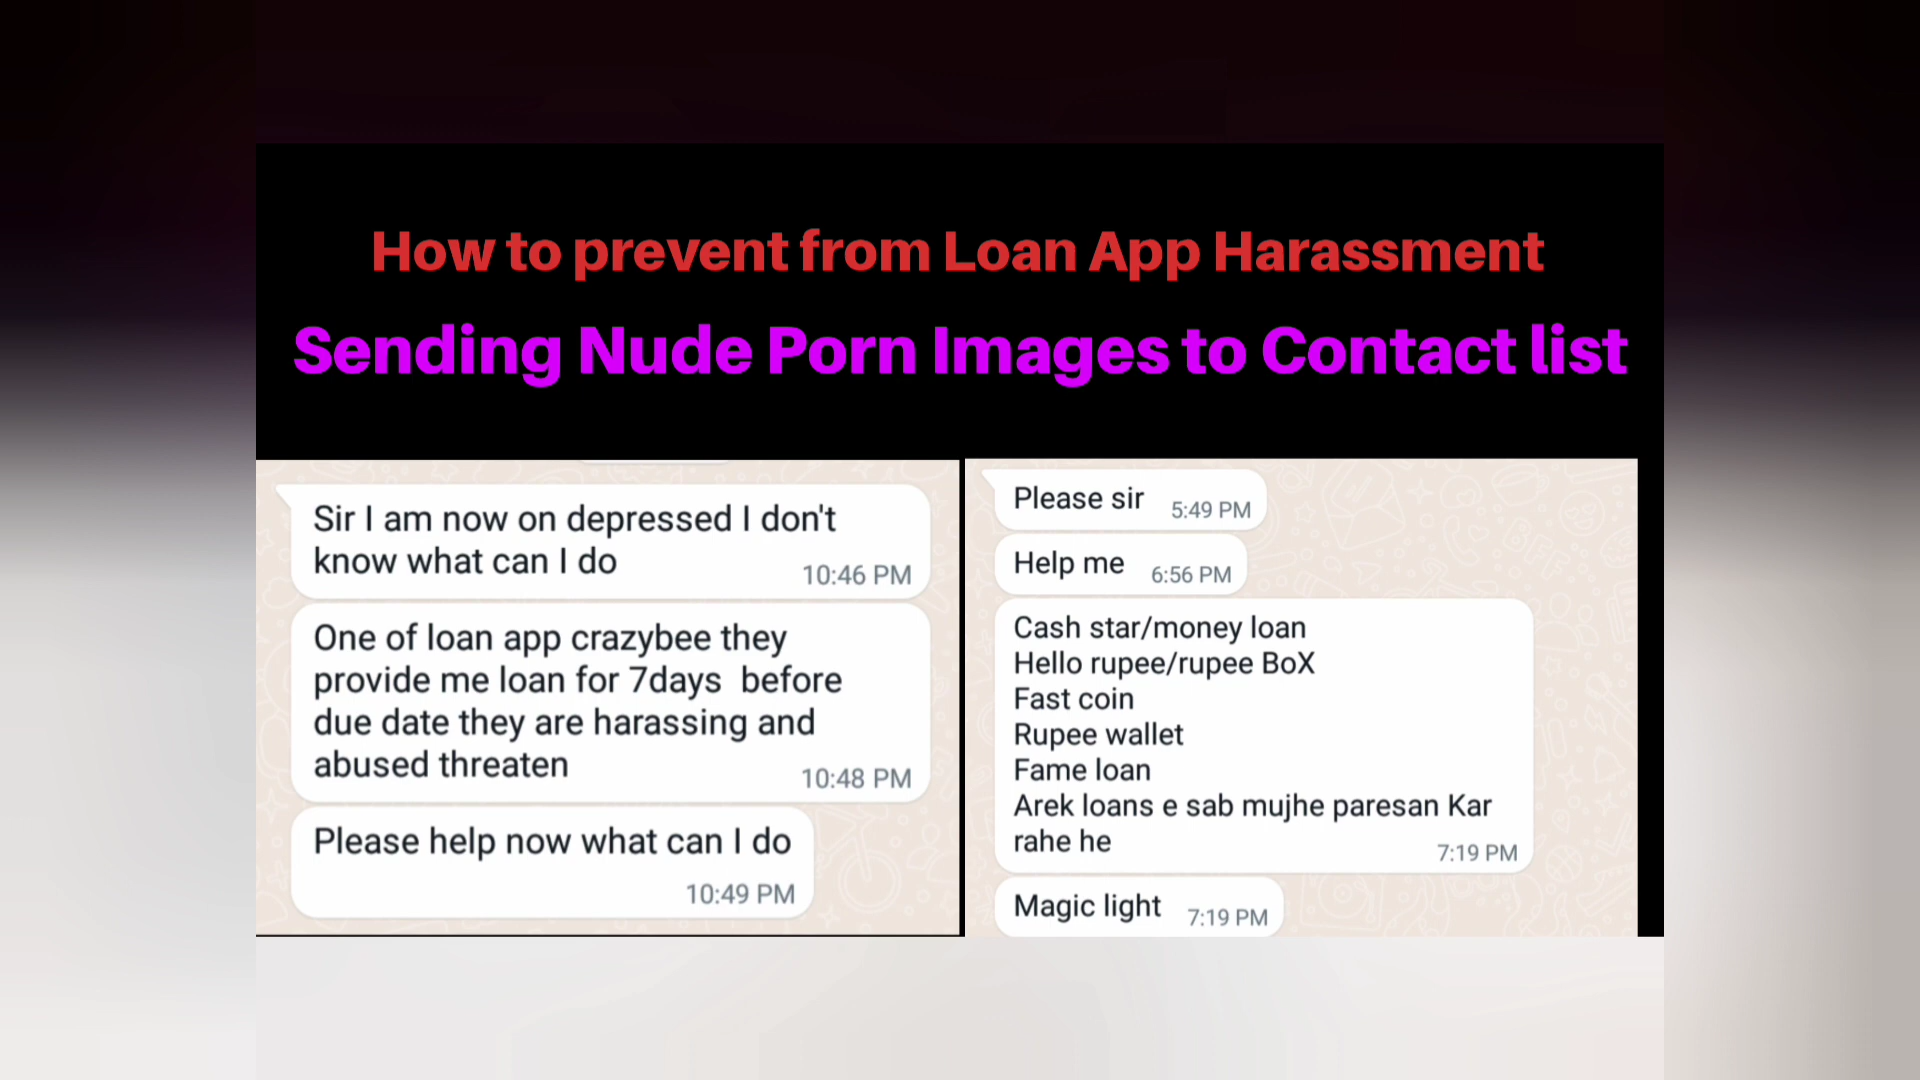 How to prevent from Loan App Harassment
Sending Nude Porn Images to Contact list
Sir I am now on depressed I don't
know what can I do
10:46 PM
One of loan app crazybee they
provide me loan for 7days  before
due date they are harassing and
abused threaten
10:48 PM
Please help now what can I do
10:49 PM
Please sir
5:49 PM
Help me
6:56 PM
Cash star/money loan
Hello rupee/rupee BoX
Fast coin
Rupee wallet
Fame loan
Arek loans e sab mujhe paresan Kar
rahe he
7:19 PM
Magic light
7:19 PM